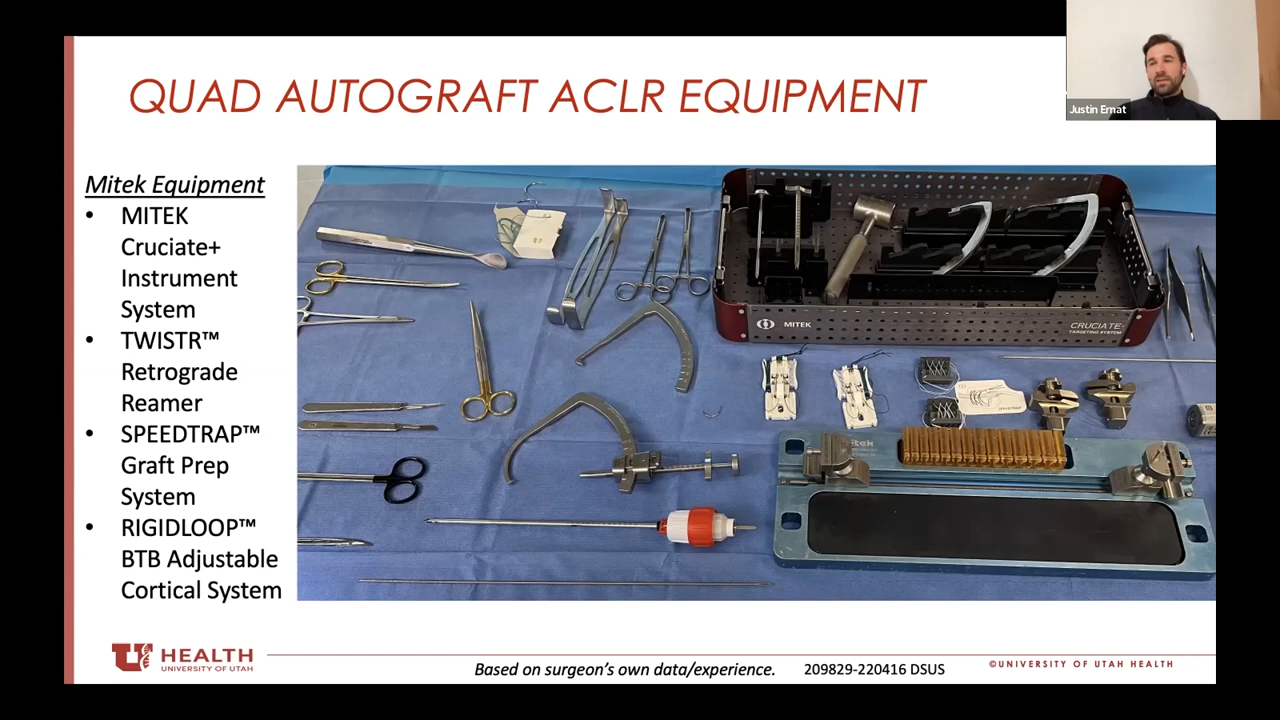 QUAD AUTOGRAFT ACLR EQUIPMENT
Justin Ernat
Mitek Equipment
• MITEK
Cruciate+
Instrument
System
• TWISTR™
Retrograde
Reamer
• SPEEDTRAP™
Graft Prep
System
• RIGIDLOOP™
BTB Adjustable
Cortical System
MITEK
CRUCIATE+
TARGETING SYSTEM
SPEEDTRAP
U HEALTH
UNIVERSITY OF UTAH
Based on surgeon's own data/experience.
209829-220416 DSUS
©UNIVERSITY OF UTAH HEALTH